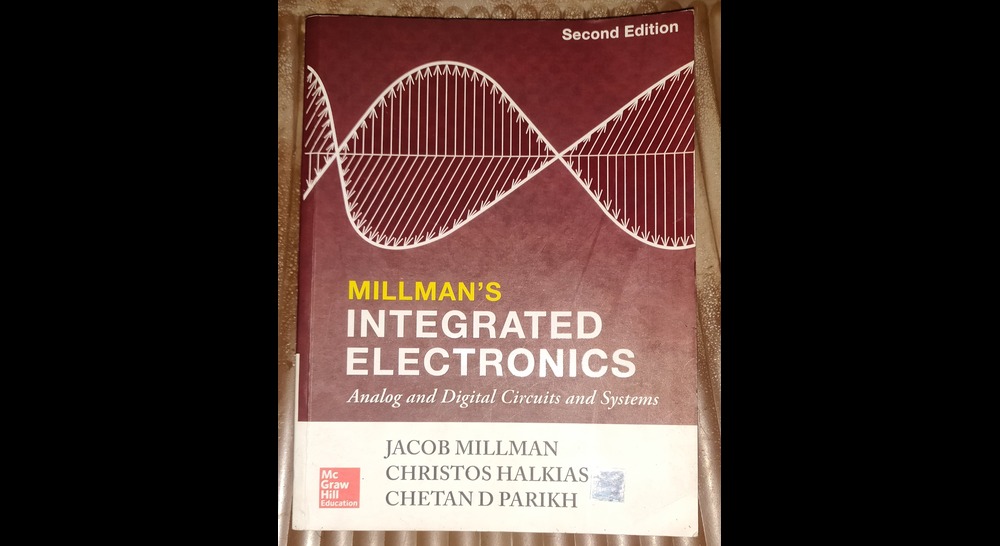 Second Edition
MILLMAN'S
INTEGRATED
ELECTRONICS
Analog and Digital Circuits and Systems
JACOB MILLMAN
CHRISTOS HALKIAS
CHETAN D PARIKH
Mc
Graw
Hill
Education